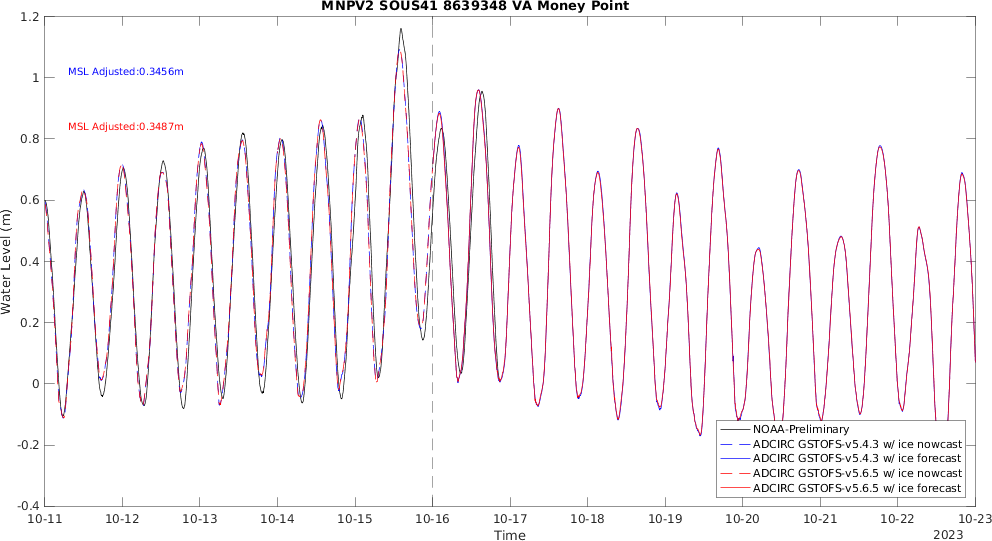 MNPV2 SOUS41 8639348 VA Money Point
1.2
1
0.8
0.6
0.4
0.2
0
-0.2
-0.4
Water Level (m)
MSL Adjusted:0.3456m
MSL Adjusted:0.3487m
NOAA-Preliminary
ADCIRC GSTOFS-v5.4.3 w/ ice nowcast
ADCIRC GSTOFS-v5.4.3 w/ ice forecast
ADCIRC GSTOFS-v5.6.5 w/ ice nowcast
ADCIRC GSTOFS-v5.6.5 w/ ice forecast
10-11 10-12 10-13 10-14 10-15 10-16 10-17 10-18 10-19 10-20 10-21 10-22 10-23
Time
2023